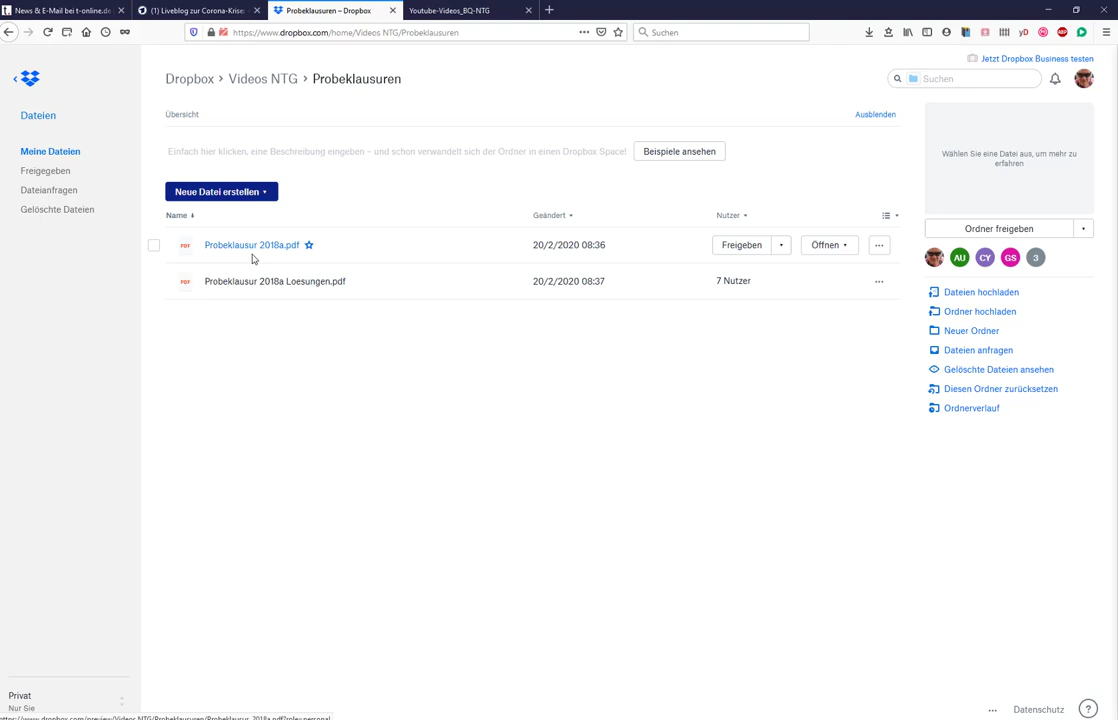 News & E-Mail bei t-online.de
(1) Liveblog zur Corona-Krise:
Probeklausuren – Dropbox
Youtube-Videos_BQ-NTG
https://www.dropbox.com/home/Videos NTG/Probeklausuren
Suchen
Jetzt Dropbox Business testen
Dropbox > Videos NTG > Probeklausuren
Suchen
Dateien
Übersicht
Ausblenden
Meine Dateien
Einfach hier klicken, eine Beschreibung eingeben – und schon verwandelt sich der Ordner in einen Dropbox Space!
Beispiele ansehen
Wählen Sie eine Datei aus, um mehr zu
erfahren
Freigegeben
Dateianfragen
Gelöschte Dateien
Neue Datei erstellen
Name
Geändert
Nutzer
Ordner freigeben
PDF Probeklausur 2018a.pdf 20/2/2020 08:36 Freigeben Öffnen
AU CY GS 3
PDF Probeklausur 2018a Loesungen.pdf 20/2/2020 08:37 7 Nutzer
Dateien hochladen
Ordner hochladen
Neuer Ordner
Dateien anfragen
Gelöschte Dateien ansehen
Diesen Ordner zurücksetzen
Ordnerverlauf
Privat
Nur Sie
Datenschutz